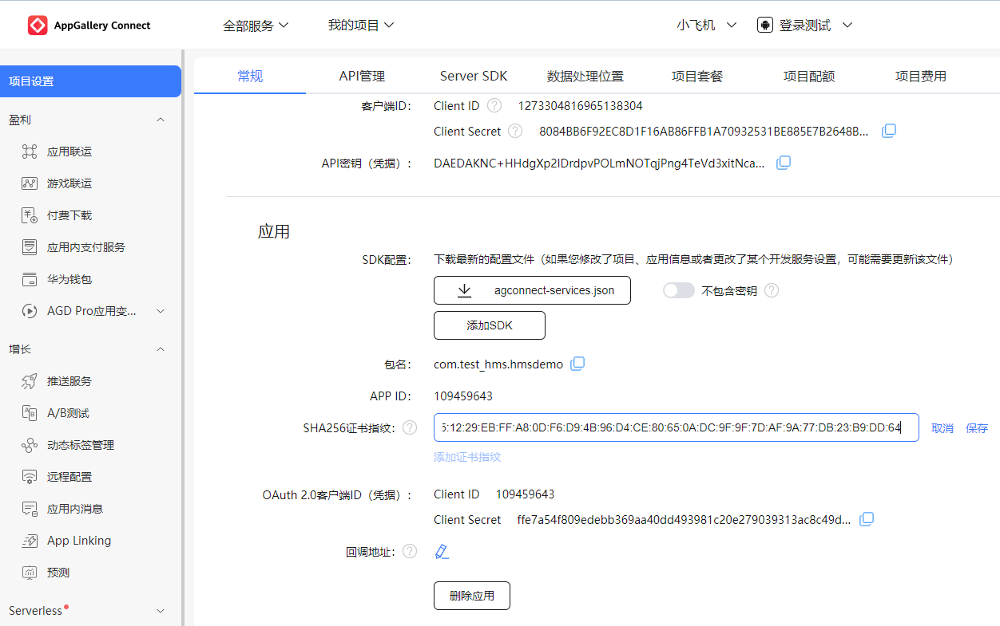 AppGallery Connect 全部服务 我的项目 小飞机 登录测试
项目设置
盈利
应用联运
游戏联运
付费下载
应用内支付服务
华为钱包
AGD Pro应用变...
增长
推送服务
A/B测试
动态标签管理
远程配置
应用内消息
App Linking
预测
Serverless
常规 API管理 Server SDK 数据处理位置 项目套餐 项目配额 项目费用
客户端ID: Client ID ? 1273304816965138304
Client Secret ? 8084BB6F92EC8D1F16AB86FFB1A70932531BE885E7B2648B...
API密钥（凭据）: DAEDAKNC+HHdgXp2IDrdpvPOLmNOTqjPng4TeVd3xitNca...
应用
SDK配置: 下载最新的配置文件（如果您修改了项目、应用信息或者更改了某个开发服务设置，可能需要更新该文件）
agconnect-services.json 不包含密钥 ?
添加SDK
包名: com.test_hms.hmsdemo
APP ID: 109459643
SHA256证书指纹: ? 5:12:29:EB:FF:A8:0D:F6:D9:4B:96:D4:CE:80:65:0A:DC:9F:9F:7D:AF:9A:77:DB:23:B9:DD:64 取消 保存
添加证书指纹
OAuth 2.0客户端ID（凭据）: Client ID 109459643
Client Secret ffe7a54f809edebb369aa40dd493981c20e279039313ac8c49d...
回调地址: ?
删除应用